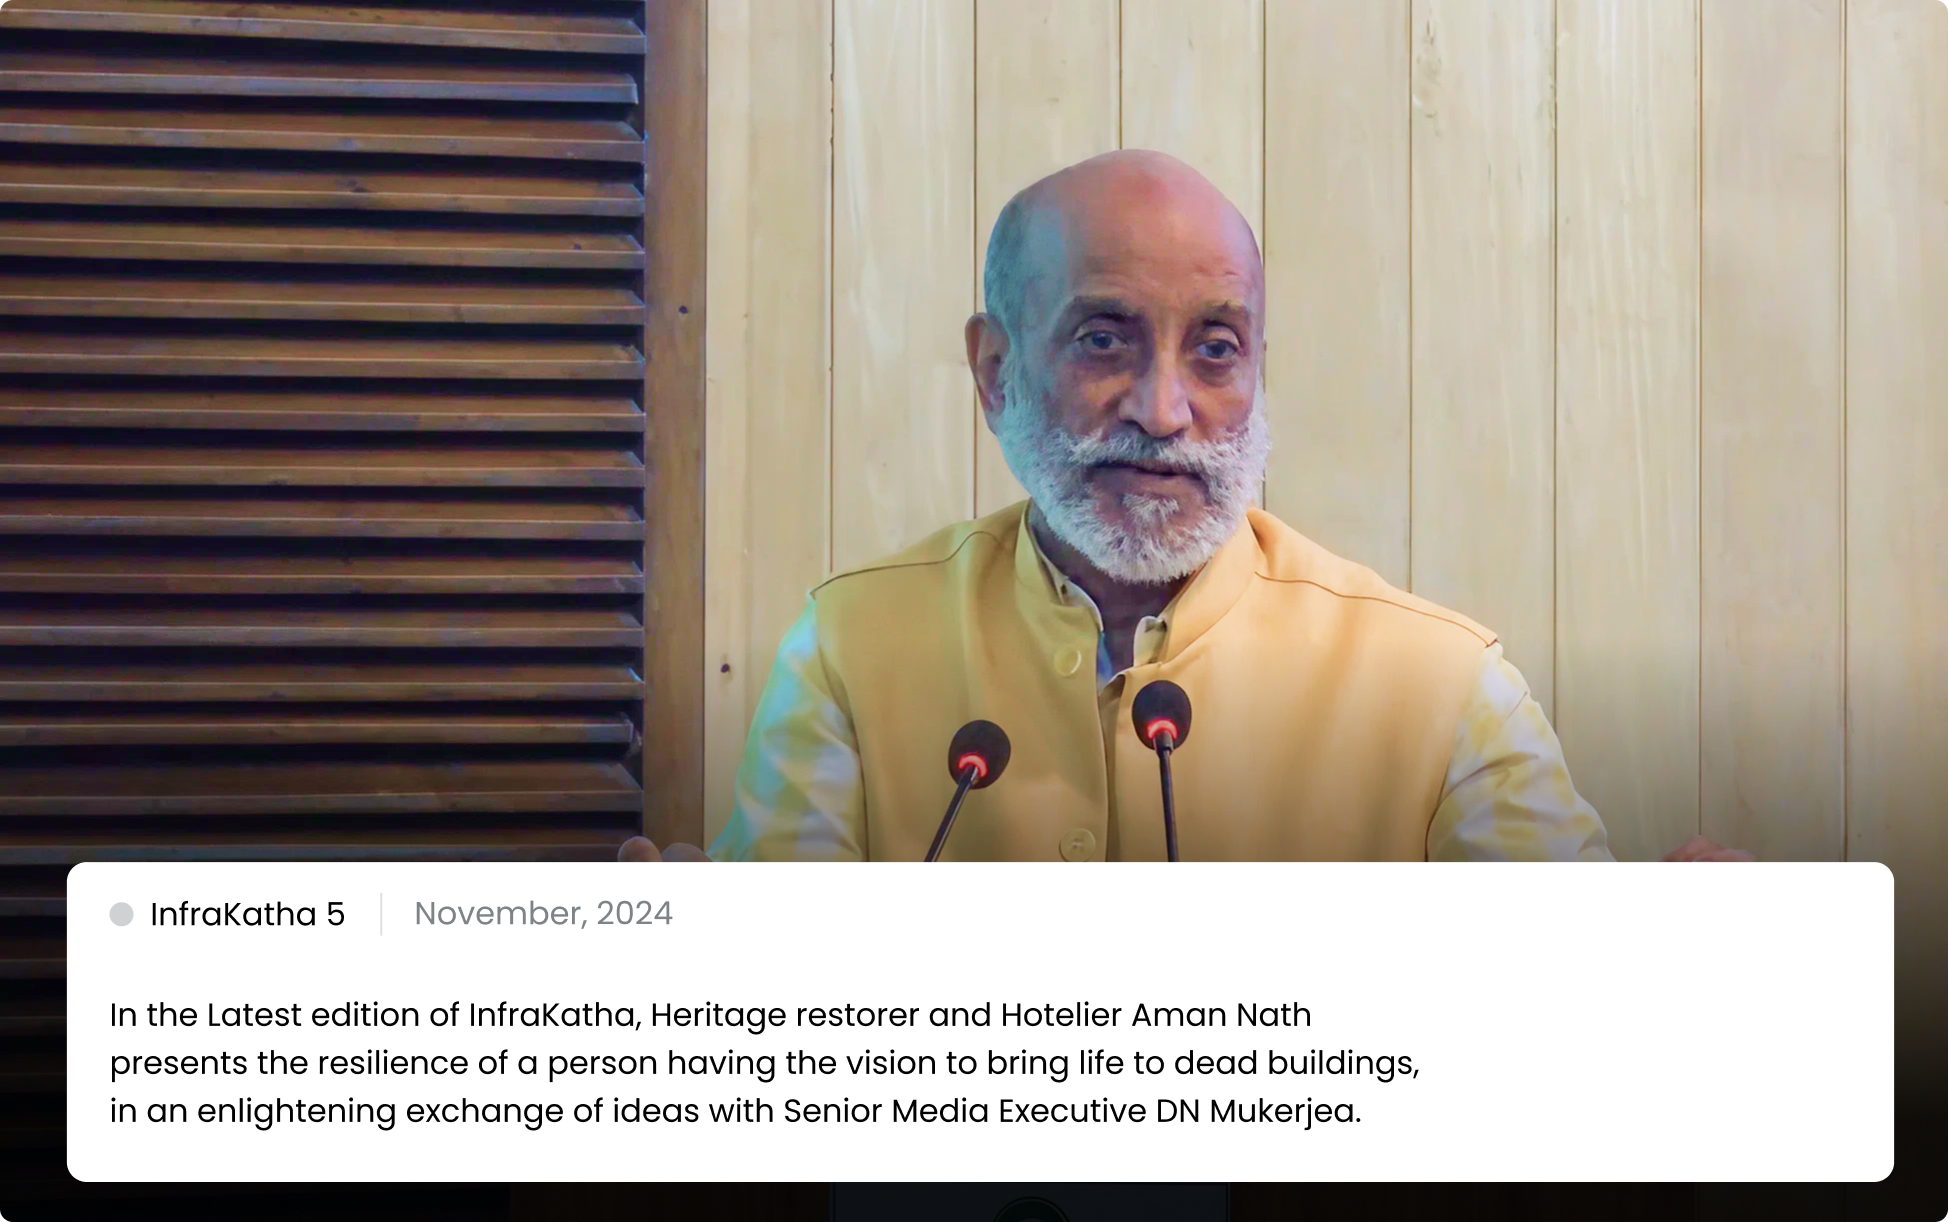 InfraKatha 5
November, 2024
In the Latest edition of InfraKatha, Heritage restorer and Hotelier Aman Nath
presents the resilience of a person having the vision to bring life to dead buildings,
in an enlightening exchange of ideas with Senior Media Executive DN Mukerjea.